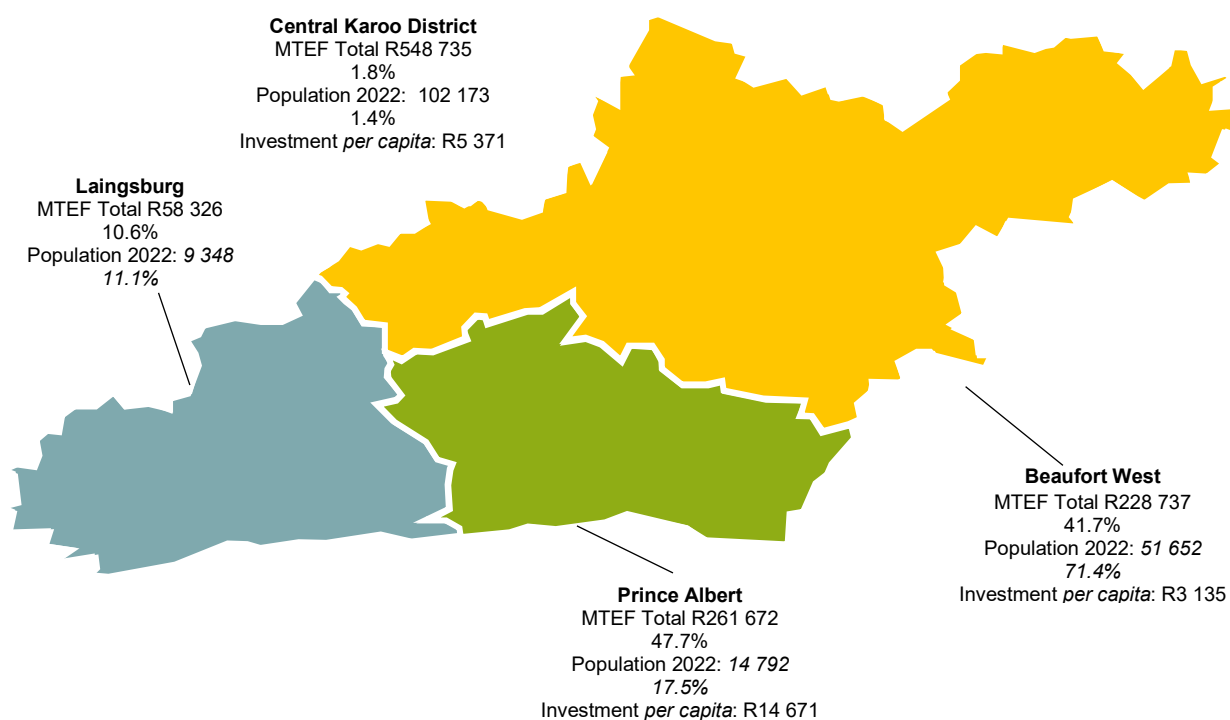 Central Karoo District
MTEF Total R548 735
1.8%
Population 2022: 102 173
1.4%
Investment per capita: R5 371
Laingsburg
MTEF Total R58 326
10.6%
Population 2022: 9 348
11.1%
Beaufort West
MTEF Total R228 737
41.7%
Population 2022: 51 652
71.4%
Investment per capita: R3 135
Prince Albert
MTEF Total R261 672
47.7%
Population 2022: 14 792
17.5%
Investment per capita: R14 671